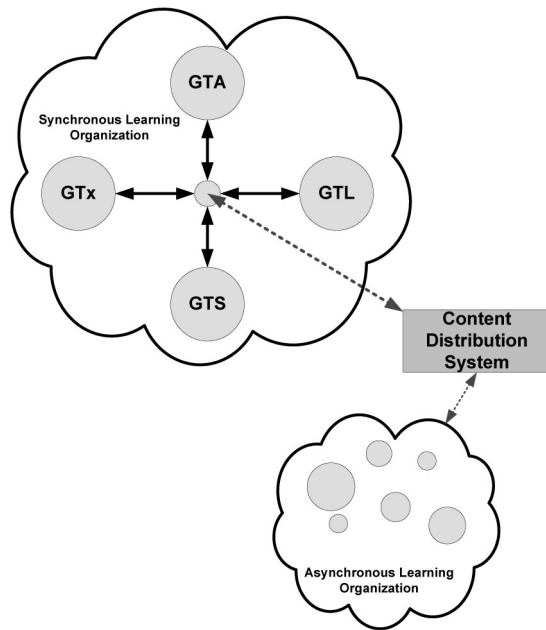 GTA
Synchronous Learning
Organization
GTx
GTL
GTS
Content
Distribution
System
Asynchronous Learning
Organization